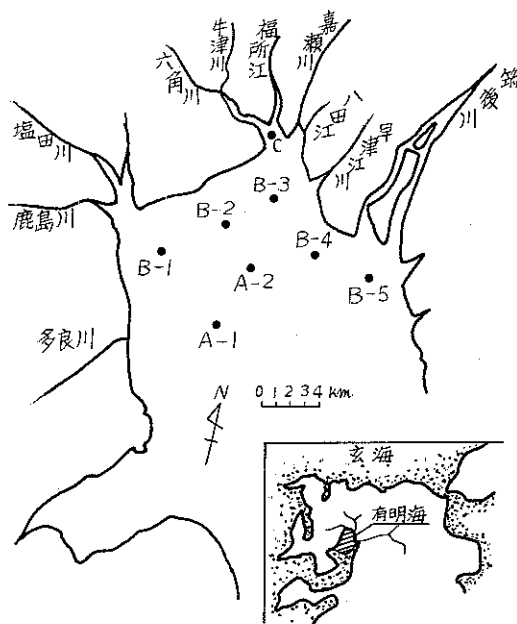 六角川
牛津川
福所江
嘉瀬川
八田江
早津江川
筑後川
塩田川
鹿島川
多良川
C
B-3
B-2
B-4
B-1
A-2
B-5
A-1
N
0 1 2 3 4 km.
玄海
有明海